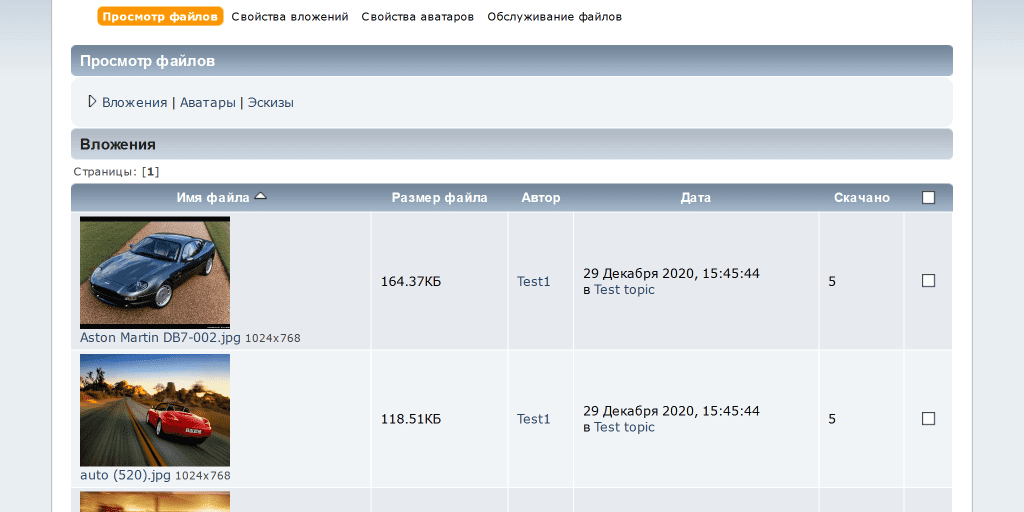 Просмотр файлов Свойства вложений Свойства аватаров Обслуживание файлов
Просмотр файлов
Вложения | Аватары | Эскизы
Вложения
Страницы: [1]
Имя файла Размер файла Автор Дата Скачано
164.37КБ Test1 29 Декабря 2020, 15:45:44 5
в Test topic
Aston Martin DB7-002.jpg 1024x768
118.51КБ Test1 29 Декабря 2020, 15:45:44 5
в Test topic
auto (520).jpg 1024x768